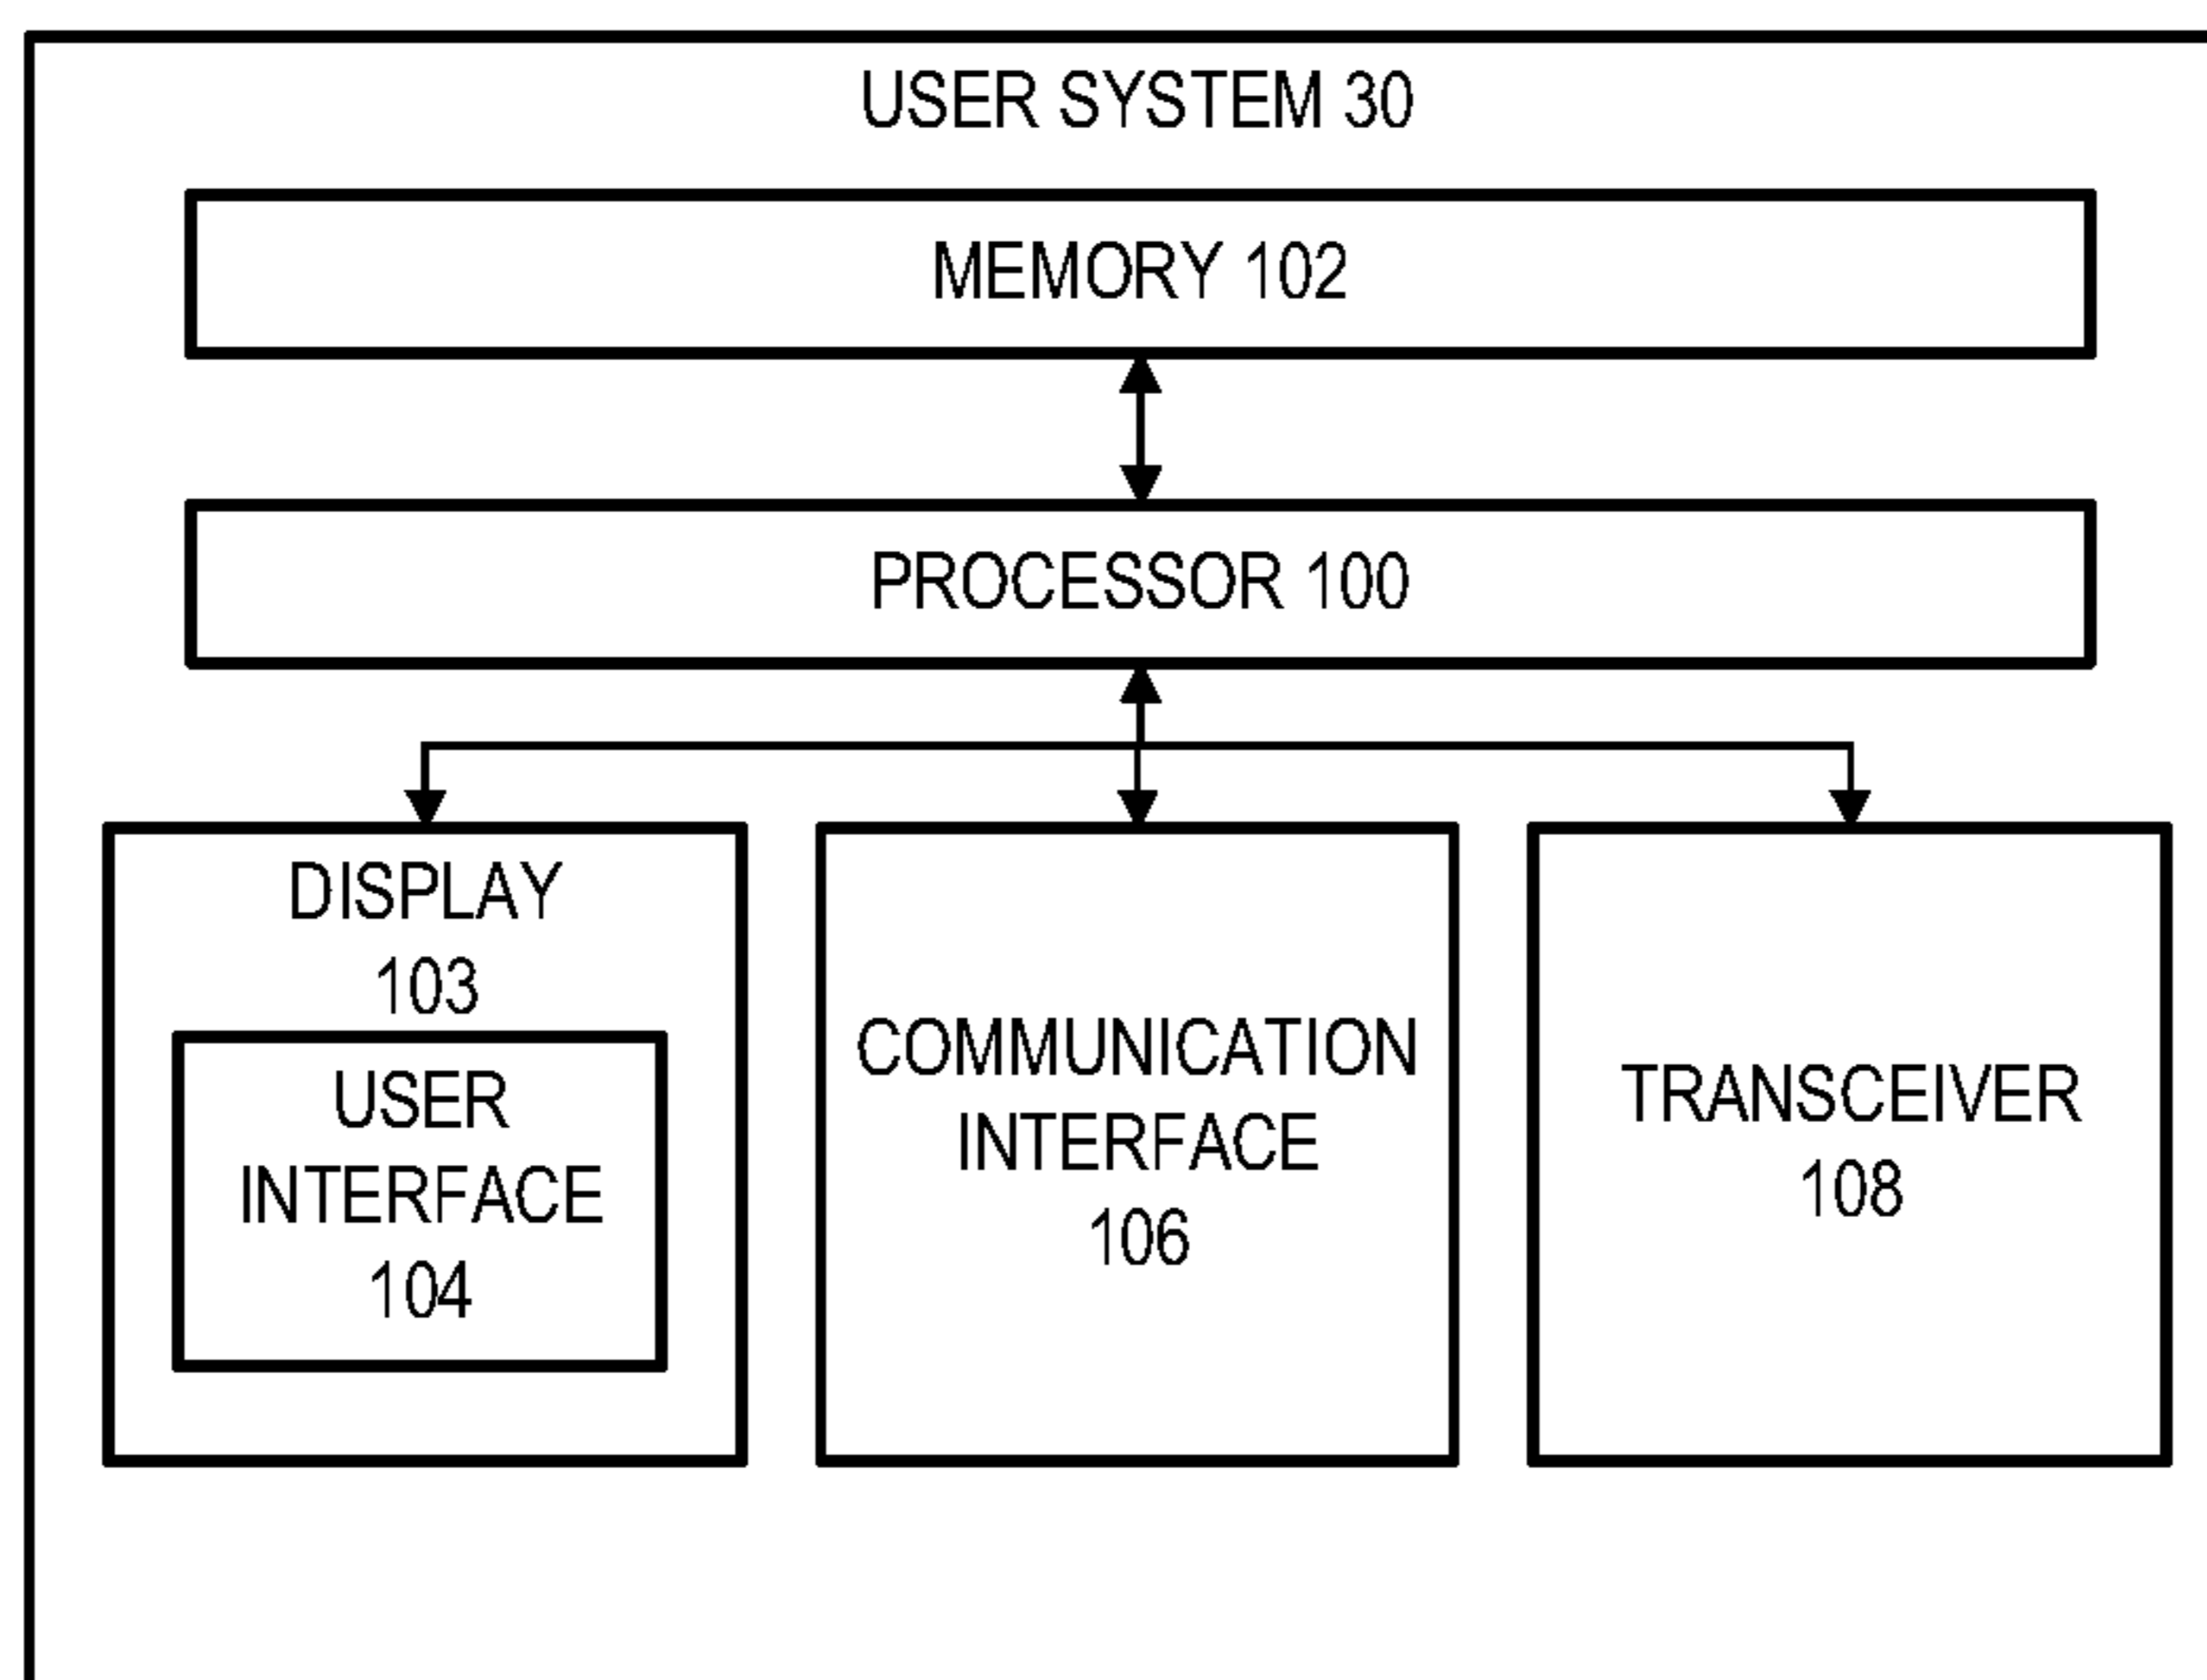 USER SYSTEM 30
MEMORY 102
PROCESSOR 100
DISPLAY
103
USER
INTERFACE
104
COMMUNICATION
INTERFACE
106
TRANSCEIVER
108